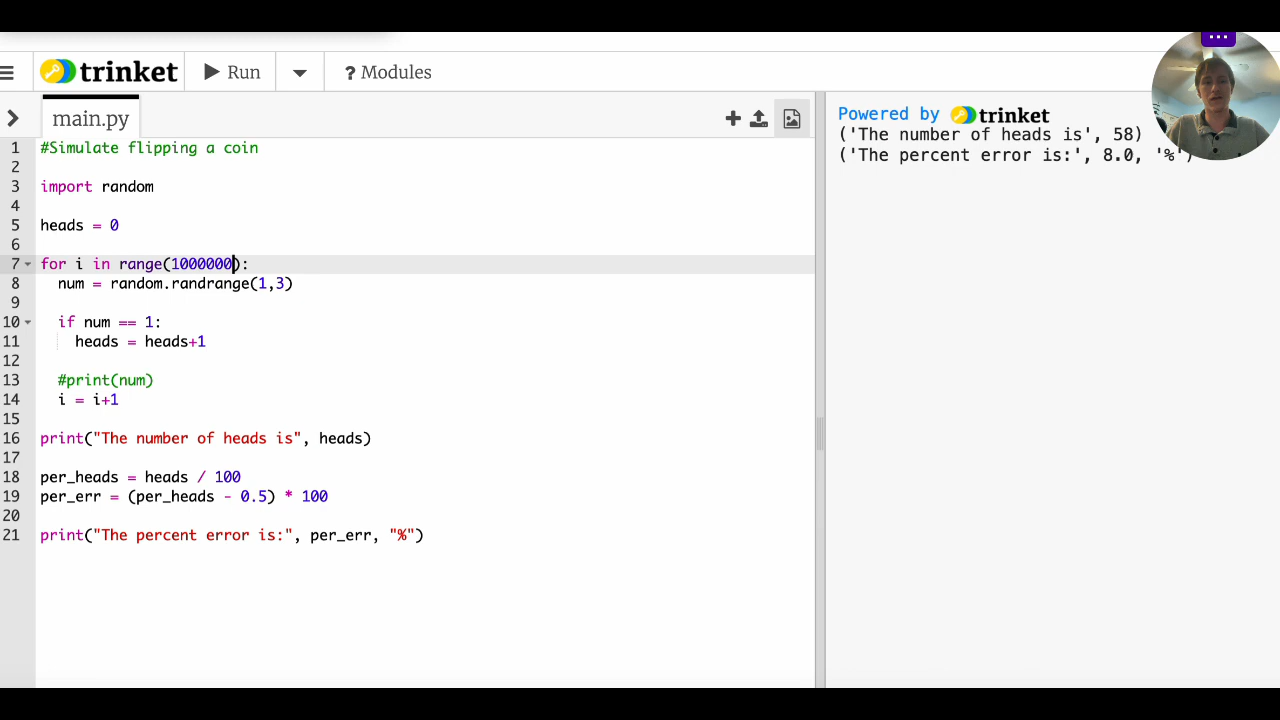 trinket Run ? Modules
main.py
1 #Simulate flipping a coin
2
3 import random
4
5 heads = 0
6
7 for i in range(1000000):
8 num = random.randrange(1,3)
9
10 if num == 1:
11 heads = heads+1
12
13 #print(num)
14 i = i+1
15
16 print("The number of heads is", heads)
17
18 per_heads = heads / 100
19 per_err = (per_heads - 0.5) * 100
20
21 print("The percent error is:", per_err, "%")
Powered by trinket
('The number of heads is', 58)
('The percent error is:', 8.0, '%')